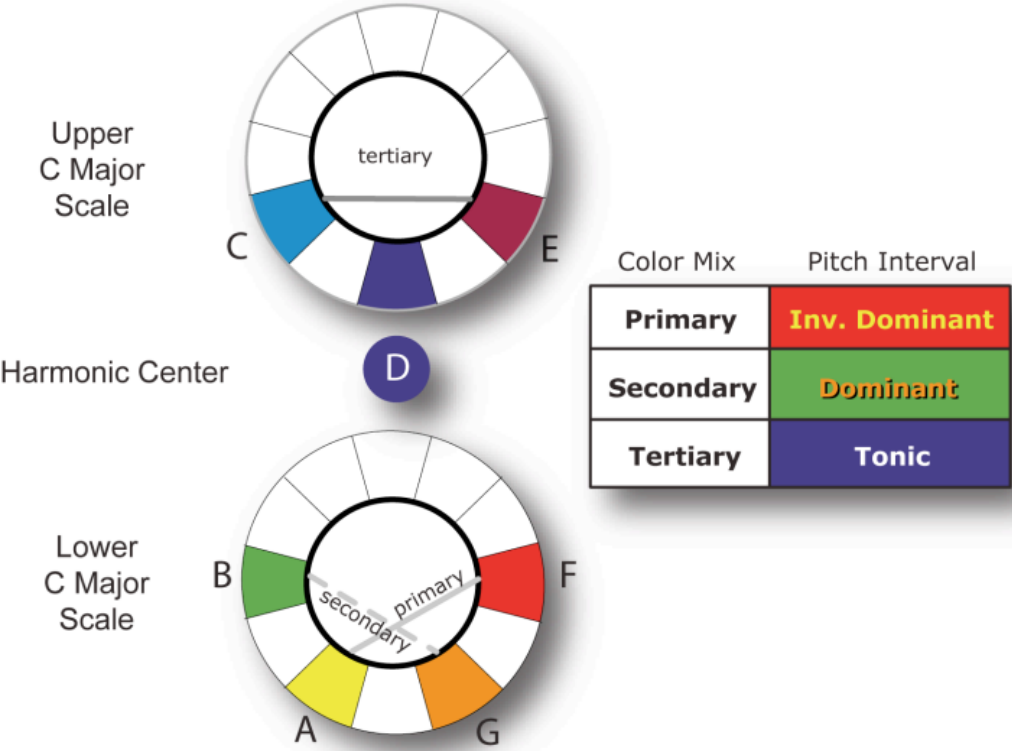 Upper
C Major
Scale
tertiary
C
E
Harmonic Center
D
Lower
C Major
Scale
B
F
primary
secondary
A
G
Color Mix Pitch Interval
Primary Inv. Dominant
Secondary Dominant
Tertiary Tonic